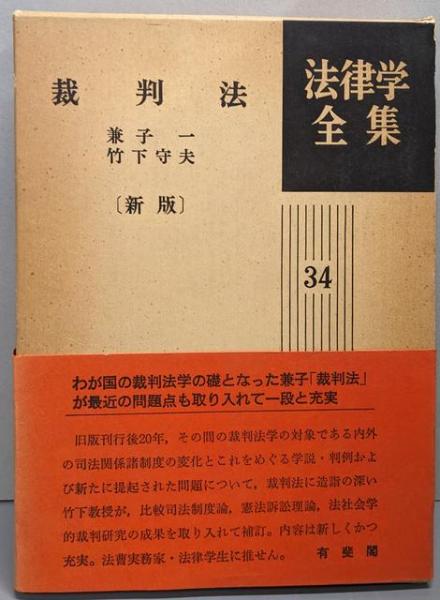 裁判法
兼子一
竹下守夫
〔新版〕
法律学
全集
34
わが国の裁判法学の礎となった兼子「裁判法」
が最近の問題点も取り入れて一段と充実
旧版刊行後20年，その間の裁判法学の対象である内外
の司法関係諸制度の変化とこれをめぐる学説・判例およ
び新たに提起された問題について，裁判法に造詣の深い
竹下教授が，比較司法制度論，憲法訴訟理論，法社会学
的裁判研究の成果を取り入れて補訂。内容は新しくかつ
充実。法曹実務家・法律学生に推せん。 有斐閣